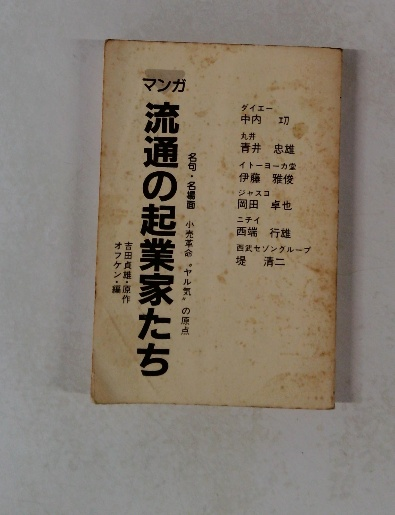 マンガ
流通の起業家たち
名句・名場面 小売革命“ヤル気”の原点
吉田貞雄・原作
オフケン・編
ダイエー
中内 㓛
丸井
青井 忠雄
イトーヨーカ堂
伊藤 雅俊
ジャスコ
岡田 卓也
ニチイ
西端 行雄
西武セゾングループ
堤 清二